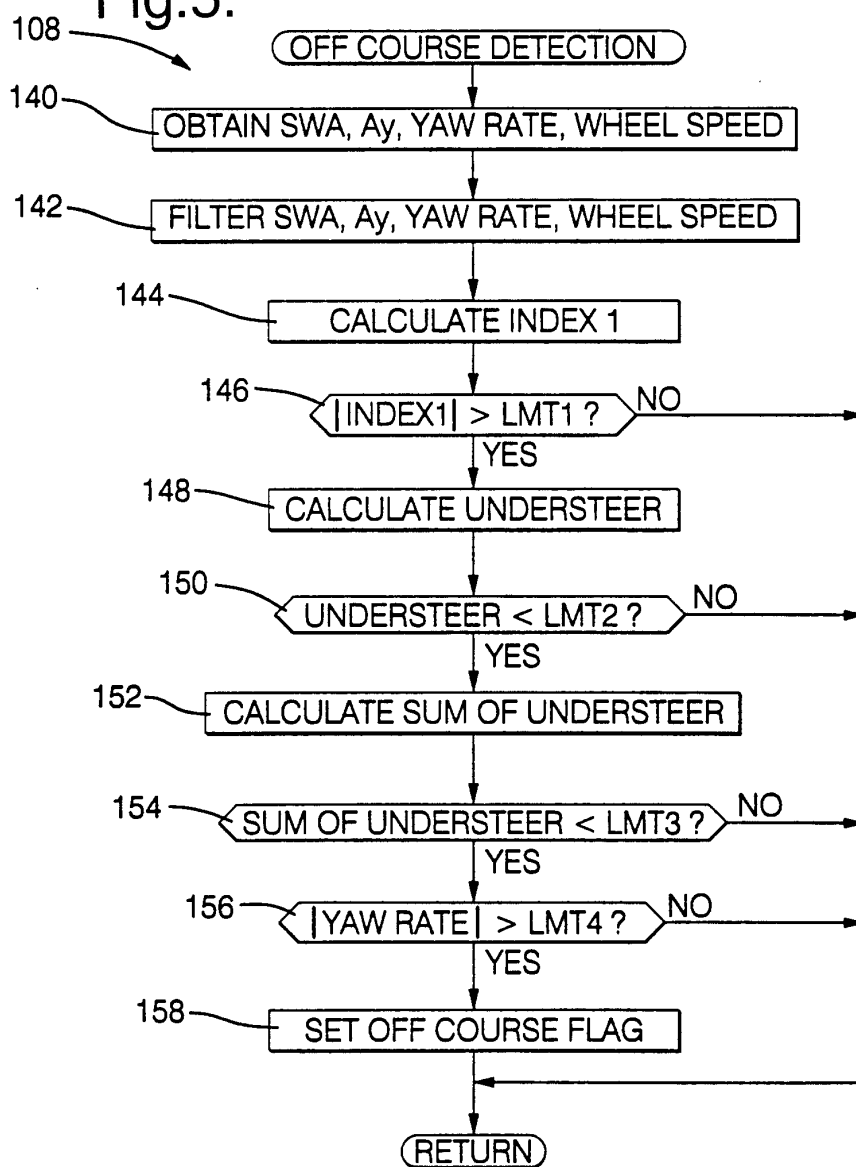 Fig.5.
108
OFF COURSE DETECTION
140
OBTAIN SWA, Ay, YAW RATE, WHEEL SPEED
142
FILTER SWA, Ay, YAW RATE, WHEEL SPEED
144
CALCULATE INDEX 1
146
|INDEX1| > LMT1 ?
NO
YES
148
CALCULATE UNDERSTEER
150
UNDERSTEER < LMT2 ?
NO
YES
152
CALCULATE SUM OF UNDERSTEER
154
SUM OF UNDERSTEER < LMT3 ?
NO
YES
156
|YAW RATE| > LMT4 ?
NO
YES
158
SET OFF COURSE FLAG
RETURN